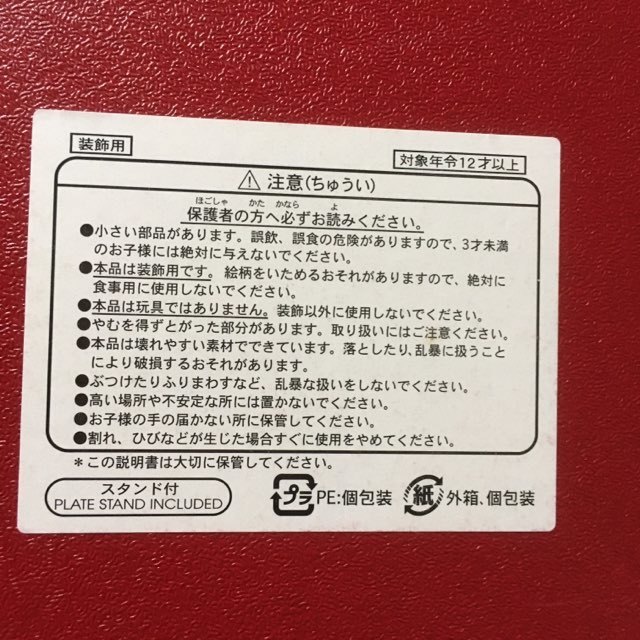 装飾用
対象年令12才以上
⚠ 注意(ちゅうい)
ほごしゃ かた かなら よ
保護者の方へ必ずお読みください。
●小さい部品があります。誤飲、誤食の危険がありますので、3才未満
のお子様には絶対に与えないでください。
●本品は装飾用です。絵柄をいためるおそれがありますので、絶対に
食事用に使用しないでください。
●本品は玩具ではありません。装飾以外に使用しないでください。
●やむを得ずとがった部分があります。取り扱いにはご注意ください。
●本品は壊れやすい素材でできています。落としたり、乱暴に扱うこと
により破損するおそれがあります。
●ぶつけたりふりまわすなど、乱暴な扱いをしないでください。
●高い場所や不安定な所には置かないでください。
●お子様の手の届かない所に保管してください。
●割れ、ひびなどが生じた場合すぐに使用をやめてください。
＊この説明書は大切に保管してください。
スタンド付
PLATE STAND INCLUDED
プラ PE:個包装 紙 外箱、個包装